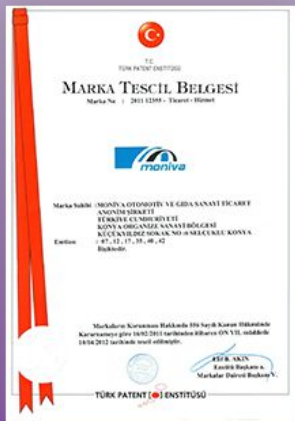 T.C.
TÜRK PATENT ENSTİTÜSÜ
MARKA TESCİL BELGESİ
Marka No : 2011 12355 - Ticaret - Hizmet
moniva
Marka Sahibi : MONİVA OTOMOTİV VE GIDA SANAYİ TİCARET
ANONİM ŞİRKETİ
TÜRKİYE CUMHURİYETİ
KONYA ORGANİZE SANAYİ BÖLGESİ
KÜÇÜKYILDIZ SOKAK NO SELÇUKLU KONYA
: 07, 12, 17, 35, 40, 42
İlişiktedir.
Markaların Korunması Hakkında 556 Sayılı Kanun Hükmünde
Kararnameye göre 16/02/2011 tarihinden itibaren ON YIL müddetle
18/04/2012 tarihinde tescil edilmiştir.
Elif B. AKIN
Enstitü Başkanı a.
Markalar Dairesi Başkanı V.
TÜRK PATENT ENSTİTÜSÜ